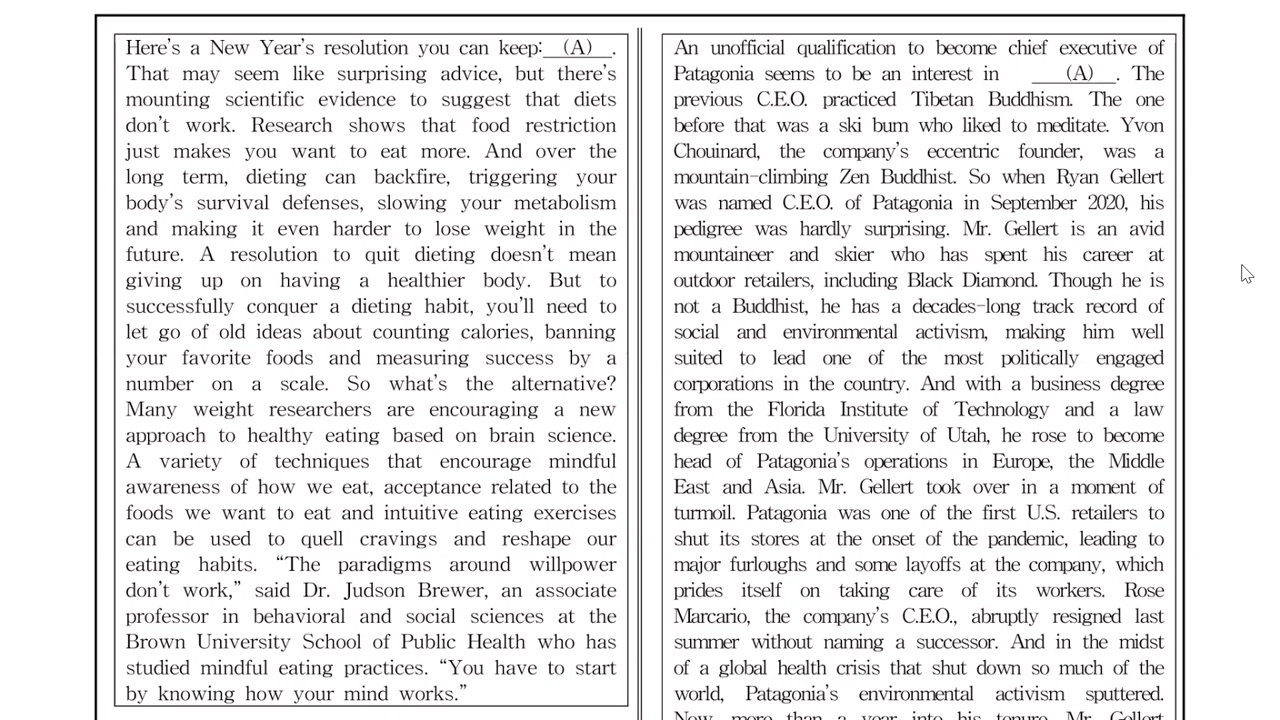 Here's a New Year's resolution you can keep: (A) .
That may seem like surprising advice, but there's
mounting scientific evidence to suggest that diets
don't work. Research shows that food restriction
just makes you want to eat more. And over the
long term, dieting can backfire, triggering your
body's survival defenses, slowing your metabolism
and making it even harder to lose weight in the
future. A resolution to quit dieting doesn't mean
giving up on having a healthier body. But to
successfully conquer a dieting habit, you'll need to
let go of old ideas about counting calories, banning
your favorite foods and measuring success by a
number on a scale. So what's the alternative?
Many weight researchers are encouraging a new
approach to healthy eating based on brain science.
A variety of techniques that encourage mindful
awareness of how we eat, acceptance related to the
foods we want to eat and intuitive eating exercises
can be used to quell cravings and reshape our
eating habits. “The paradigms around willpower
don't work,” said Dr. Judson Brewer, an associate
professor in behavioral and social sciences at the
Brown University School of Public Health who has
studied mindful eating practices. “You have to start
by knowing how your mind works.”
An unofficial qualification to become chief executive of
Patagonia seems to be an interest in (A) . The
previous C.E.O. practiced Tibetan Buddhism. The one
before that was a ski bum who liked to meditate. Yvon
Chouinard, the company's eccentric founder, was a
mountain-climbing Zen Buddhist. So when Ryan Gellert
was named C.E.O. of Patagonia in September 2020, his
pedigree was hardly surprising. Mr. Gellert is an avid
mountaineer and skier who has spent his career at
outdoor retailers, including Black Diamond. Though he is
not a Buddhist, he has a decades-long track record of
social and environmental activism, making him well
suited to lead one of the most politically engaged
corporations in the country. And with a business degree
from the Florida Institute of Technology and a law
degree from the University of Utah, he rose to become
head of Patagonia's operations in Europe, the Middle
East and Asia. Mr. Gellert took over in a moment of
turmoil. Patagonia was one of the first U.S. retailers to
shut its stores at the onset of the pandemic, leading to
major furloughs and some layoffs at the company, which
prides itself on taking care of its workers. Rose
Marcario, the company's C.E.O., abruptly resigned last
summer without naming a successor. And in the midst
of a global health crisis that shut down so much of the
world, Patagonia's environmental activism sputtered.
Now, more than a year into his tenure, Mr. Gellert